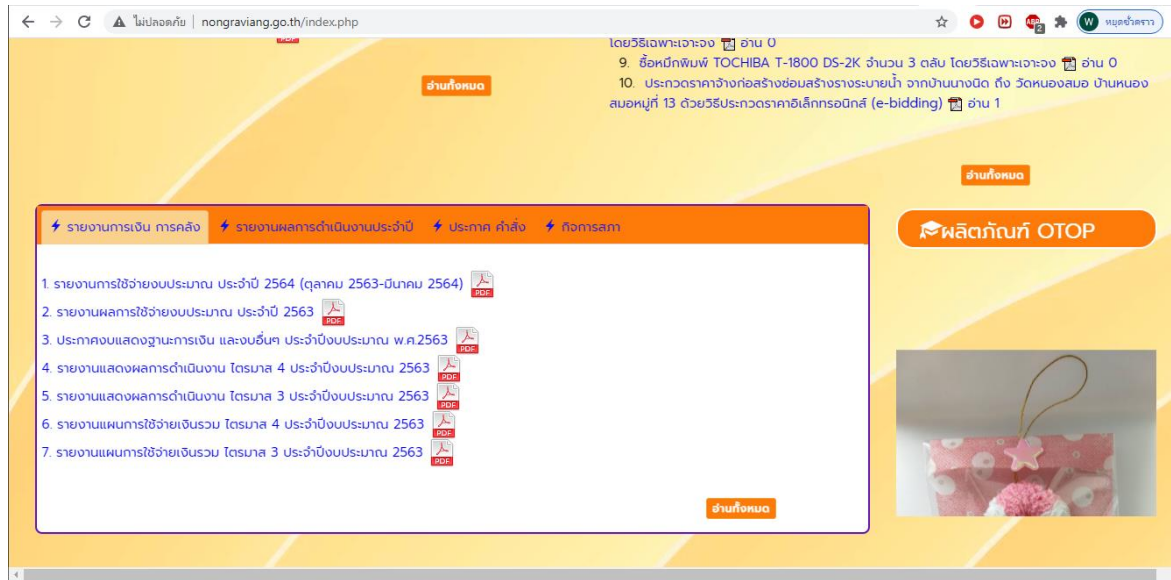 ไม่ปลอดภัย | nongraviang.go.th/index.php
ABP
2
W
หยุดชั่วคราว
PDF
โดยวิธีเฉพาะเจาะจง อ่าน 0
9. ซื้อหมึกพิมพ์ TOCHIBA T-1800 DS-2K จำนวน 3 ตลับ โดยวิธีเฉพาะเจาะจง อ่าน 0
อ่านทั้งหมด
10. ประกวดราคาจ้างก่อสร้างซ่อมสร้างรางระบายน้ำ จากบ้านนางนิด ถึง วัดหนองสมอ บ้านหนอง
สมอหมู่ที่ 13 ด้วยวิธีประกวดราคาอิเล็กทรอนิกส์ (e-bidding) อ่าน 1
อ่านทั้งหมด
รายงานการเงิน การคลัง รายงานผลการดำเนินงานประจำปี ประกาศ คำสั่ง กิจการสภา
ผลิตภัณฑ์ OTOP
1. รายงานการใช้จ่ายงบประมาณ ประจำปี 2564 (ตุลาคม 2563-มีนาคม 2564) PDF
2. รายงานผลการใช้จ่ายงบประมาณ ประจำปี 2563 PDF
3. ประกาศงบแสดงฐานะการเงิน และงบอื่นๆ ประจำปีงบประมาณ พ.ศ.2563 PDF
4. รายงานแสดงผลการดำเนินงาน ไตรมาส 4 ประจำปีงบประมาณ 2563 PDF
5. รายงานแสดงผลการดำเนินงาน ไตรมาส 3 ประจำปีงบประมาณ 2563 PDF
6. รายงานแผนการใช้จ่ายเงินรวม ไตรมาส 4 ประจำปีงบประมาณ 2563 PDF
7. รายงานแผนการใช้จ่ายเงินรวม ไตรมาส 3 ประจำปีงบประมาณ 2563 PDF
อ่านทั้งหมด